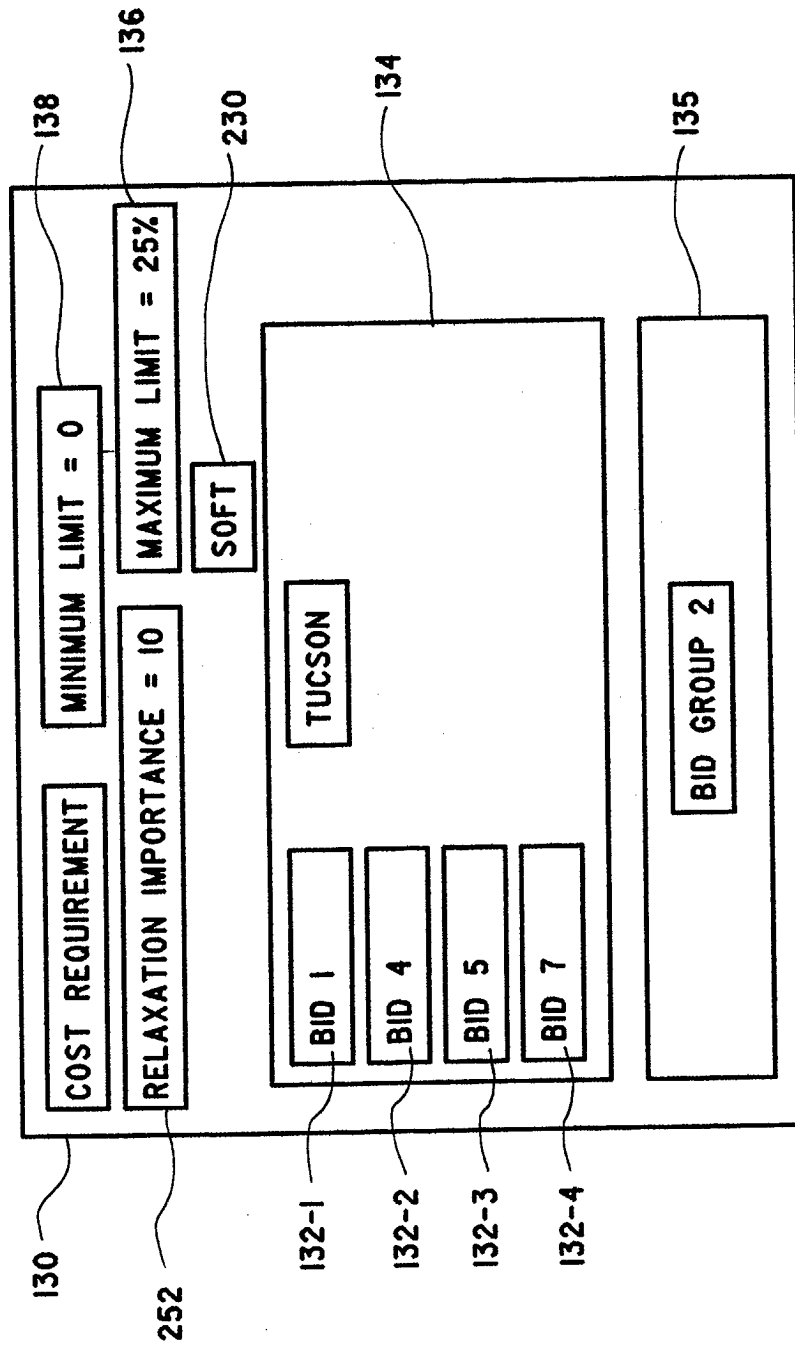 130
COST REQUIREMENT
MINIMUM LIMIT = 0
138
252
RELAXATION IMPORTANCE = 10
MAXIMUM LIMIT = 25%
136
SOFT
230
132-1
BID 1
TUCSON
134
132-2
BID 4
132-3
BID 5
132-4
BID 7
BID GROUP 2
135